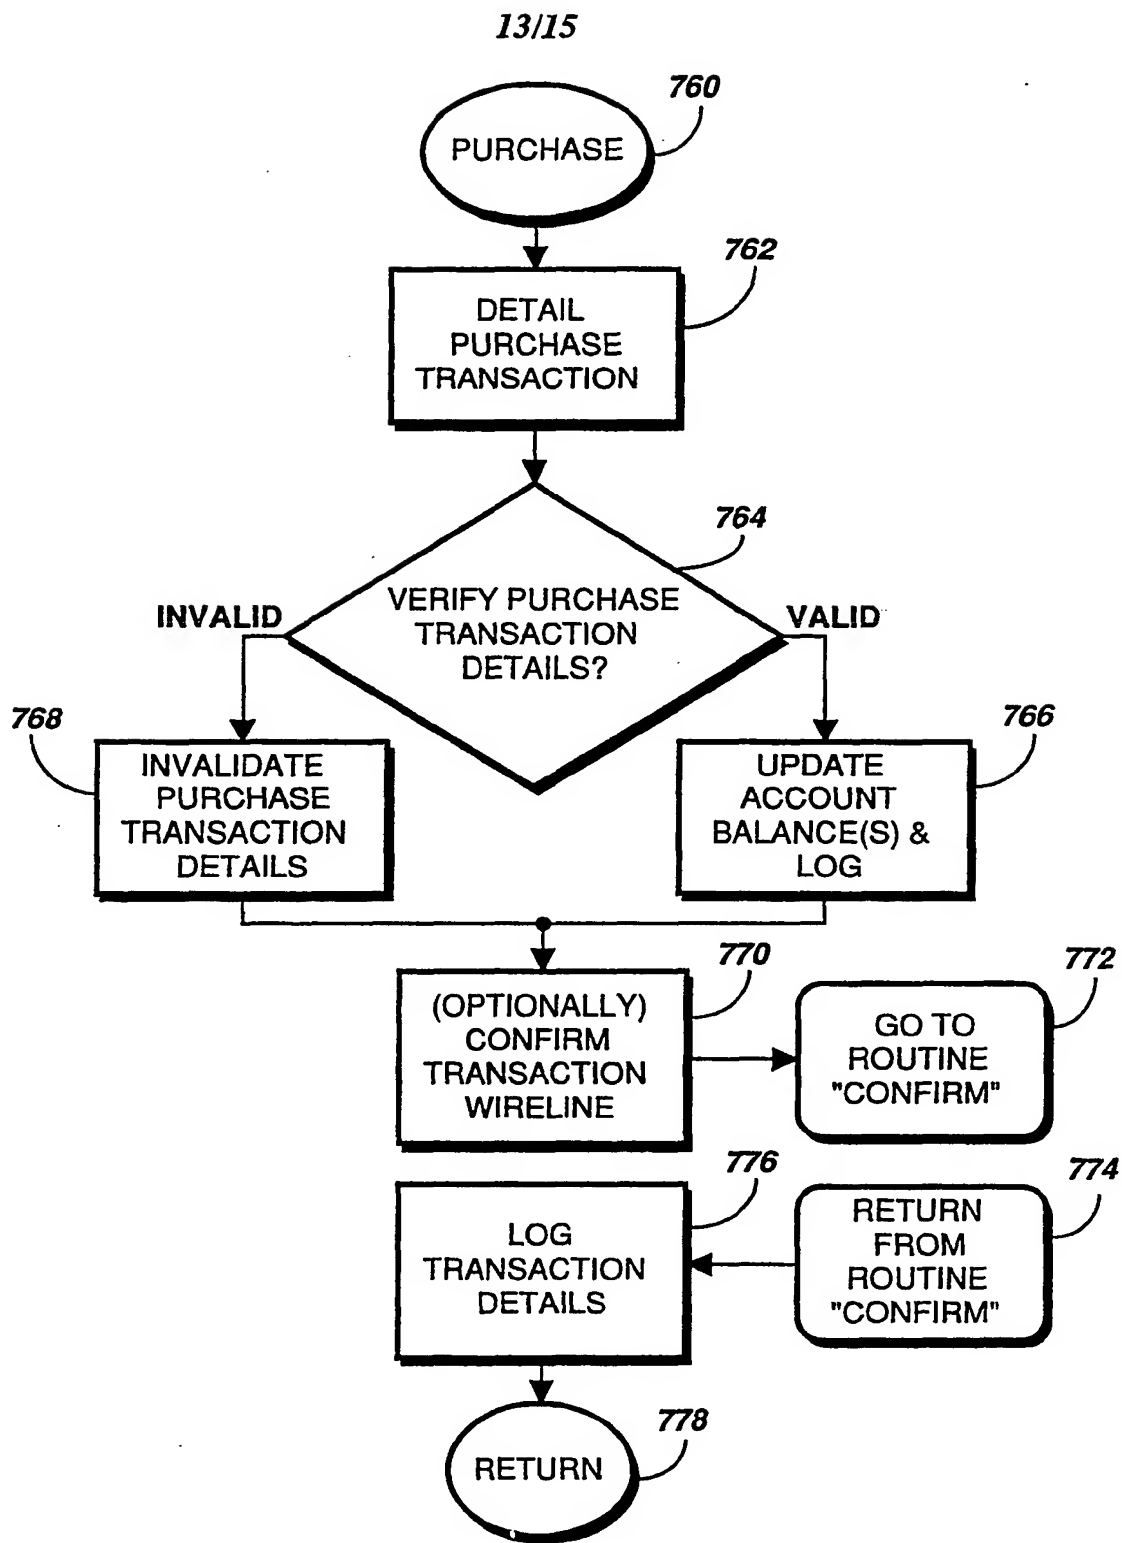 13/15
760
PURCHASE
762
DETAIL
PURCHASE
TRANSACTION
764
VERIFY PURCHASE
TRANSACTION
DETAILS?
INVALID
VALID
768
INVALIDATE
PURCHASE
TRANSACTION
DETAILS
766
UPDATE
ACCOUNT
BALANCE(S) &
LOG
770
(OPTIONALLY)
CONFIRM
TRANSACTION
WIRELINE
772
GO TO
ROUTINE
"CONFIRM"
776
LOG
TRANSACTION
DETAILS
774
RETURN
FROM
ROUTINE
"CONFIRM"
778
RETURN